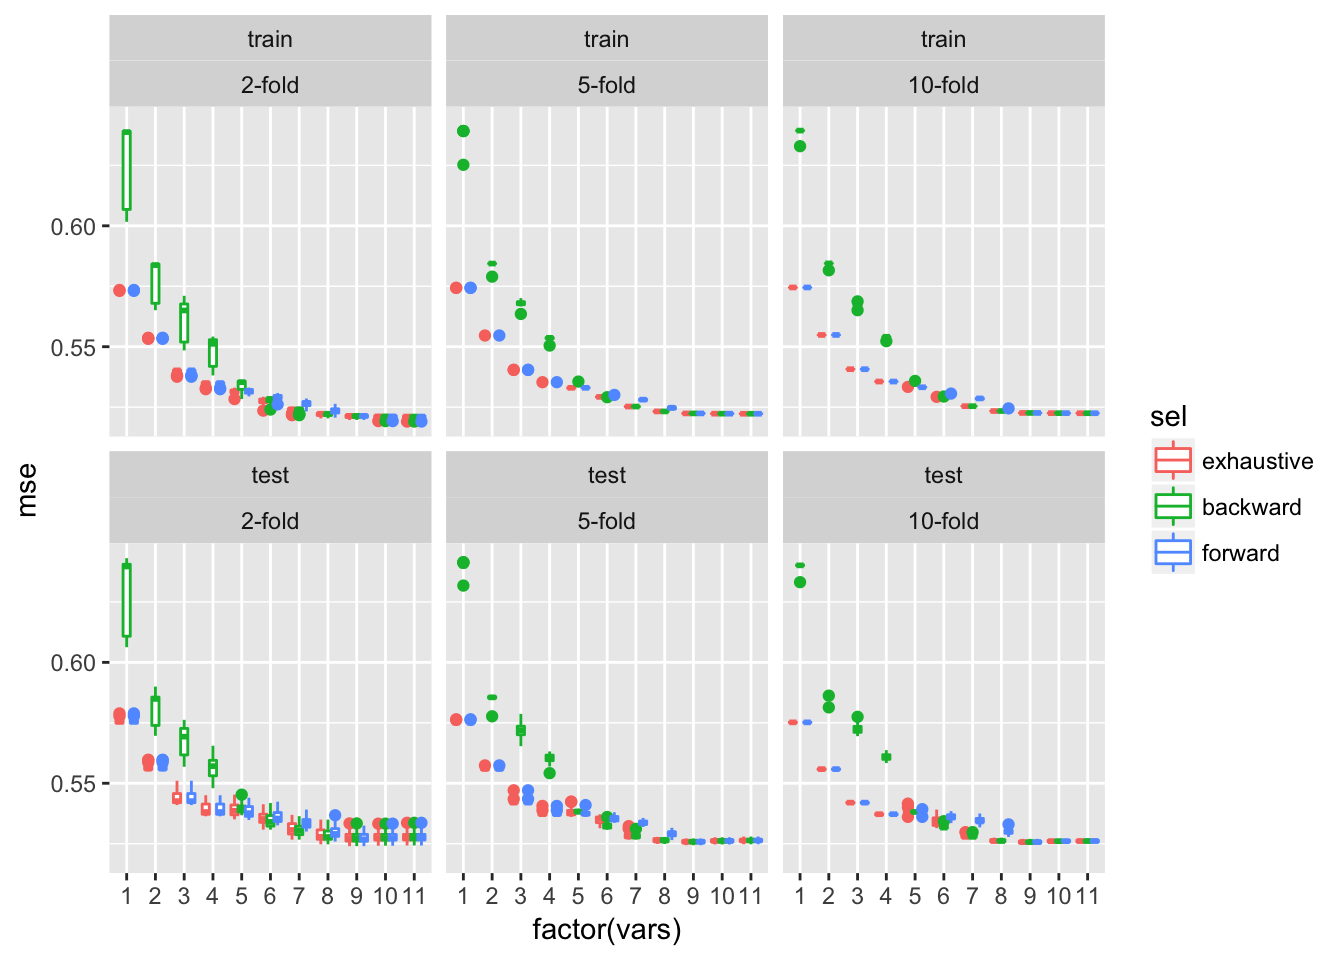 train train train
2-fold 5-fold 10-fold
0.60
0.55
test test test
2-fold 5-fold 10-fold
0.60
0.55
1 2 3 4 5 6 7 8 9 10 11 1 2 3 4 5 6 7 8 9 10 11 1 2 3 4 5 6 7 8 9 10 11
factor(vars)
mse
sel
exhaustive
backward
forward